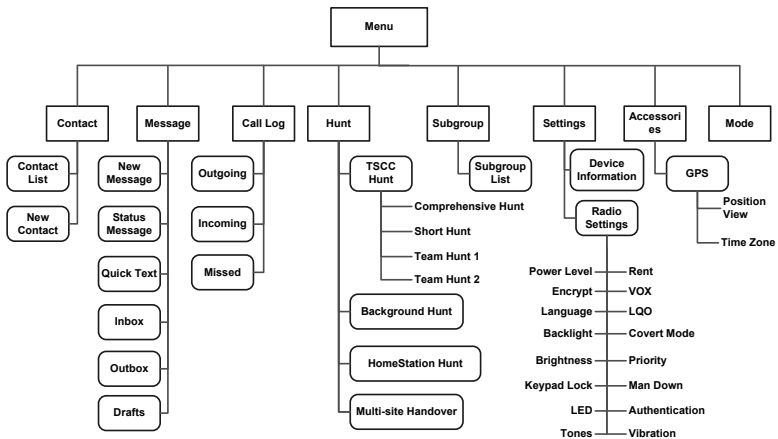 Menu
Contact
Message
Call Log
Hunt
Subgroup
Settings
Accessori
es
Mode
Contact
List
New
Contact
New
Message
Status
Message
Quick Text
Inbox
Outbox
Drafts
Outgoing
Incoming
Missed
TSCC
Hunt
Comprehensive Hunt
Short Hunt
Team Hunt 1
Team Hunt 2
Background Hunt
HomeStation Hunt
Multi-site Handover
Subgroup
List
Device
Information
Radio
Settings
Power Level
Rent
Encrypt
VOX
Language
LQO
Backlight
Covert Mode
Brightness
Priority
Keypad Lock
Man Down
LED
Authentication
Tones
Vibration
GPS
Position
View
Time Zone